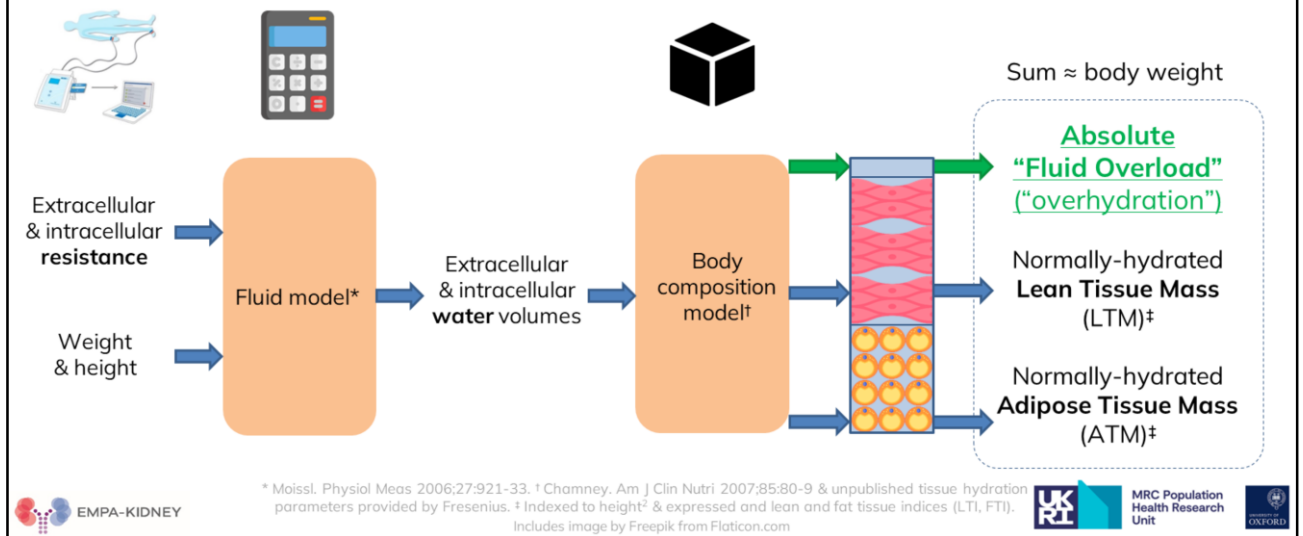 Sum ≈ body weight
Extracellular
& intracellular
resistance
Weight
& height
Fluid model*
Extracellular
& intracellular
water volumes
Body
composition
model†
Absolute
“Fluid Overload”
(“overhydration”)
Normally-hydrated
Lean Tissue Mass
(LTM)‡
Normally-hydrated
Adipose Tissue Mass
(ATM)‡
EMPA-KIDNEY
* Moissl. Physiol Meas 2006;27:921-33. † Chamney. Am J Clin Nutri 2007;85:80-9 & unpublished tissue hydration
parameters provided by Fresenius. ‡ Indexed to height² & expressed and lean and fat tissue indices (LTI, FTI).
Includes image by Freepik from Flaticon.com
UK
RI
MRC Population
Health Research
Unit
UNIVERSITY OF
OXFORD